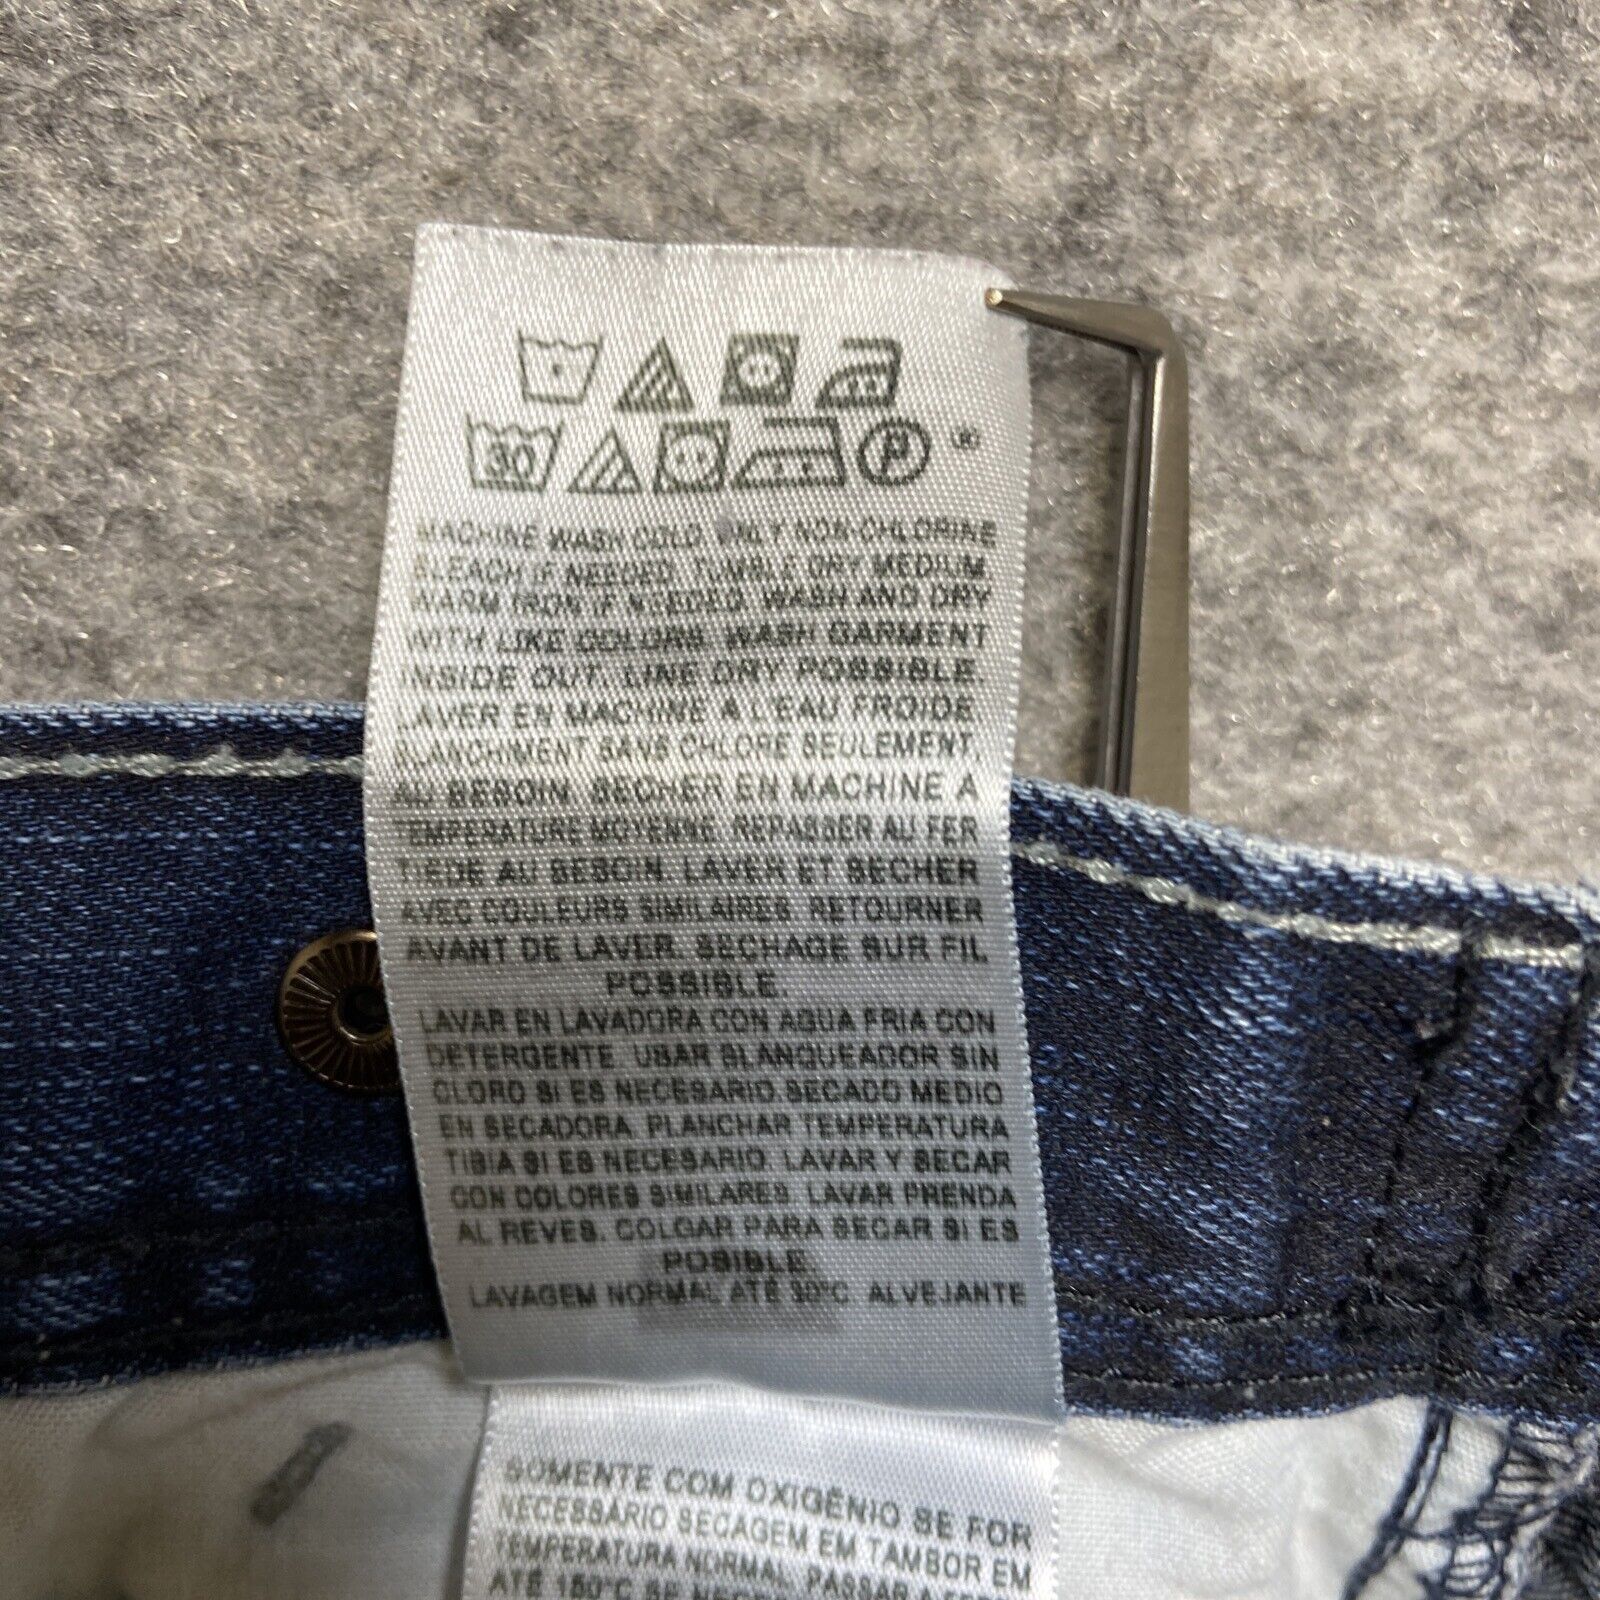 30 P ®
MACHINE WASH COLD. ONLY NON-CHLORINE
BLEACH IF NEEDED. TUMBLE DRY MEDIUM
WARM IRON IF NEEDED. WASH AND DRY
WITH LIKE COLORS. WASH GARMENT
INSIDE OUT. LINE DRY POSSIBLE.
LAVER EN MACHINE A L'EAU FROIDE
BLANCHIMENT SANS CHLORE SEULEMENT,
AU BESOIN. SECHER EN MACHINE A
TEMPERATURE MOYENNE. REPASSER AU FER
TIEDE AU BESOIN. LAVER ET SECHER
AVEC COULEURS SIMILAIRES. RETOURNER
AVANT DE LAVER. SECHAGE SUR FIL
POSSIBLE.
LAVAR EN LAVADORA CON AGUA FRIA CON
DETERGENTE. USAR BLANQUEADOR SIN
CLORO SI ES NECESARIO. SECADO MEDIO
EN SECADORA. PLANCHAR TEMPERATURA
TIBIA SI ES NECESARIO. LAVAR Y SECAR
CON COLORES SIMILARES. LAVAR PRENDA
AL REVES. COLGAR PARA SECAR SI ES
POSIBLE.
LAVAGEM NORMAL ATÉ 30°C. ALVEJANTE
SOMENTE COM OXIGÊNIO SE FOR
NECESSÁRIO SECAGEM EM TAMBOR EM
TEMPERATURA NORMAL. PASSAR A
ATÉ 150°C SE